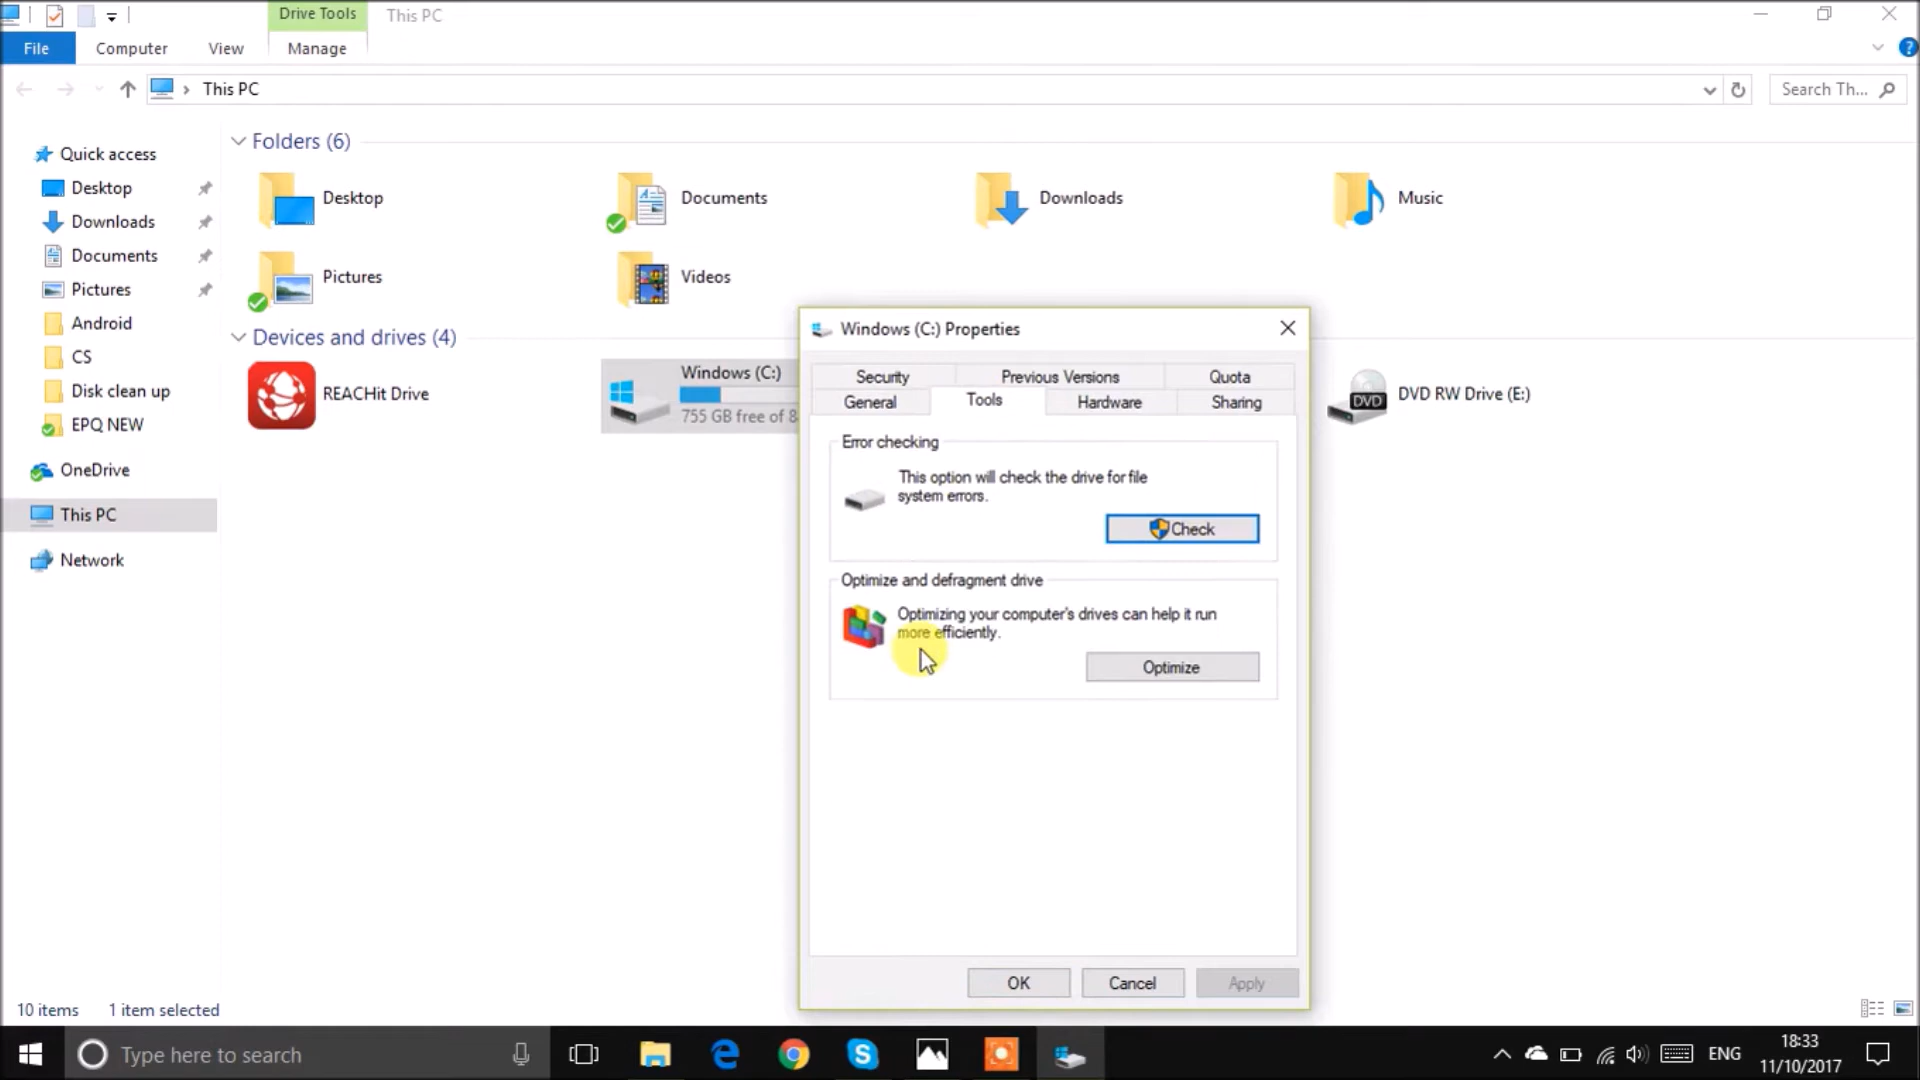 Drive Tools
This PC
File
Computer
View
Manage
This PC
Search Th...
Quick access
Desktop
Downloads
Documents
Pictures
Android
CS
Disk clean up
EPQ NEW
OneDrive
This PC
Network
Folders (6)
Desktop
Documents
Downloads
Music
Pictures
Videos
Devices and drives (4)
REACHit Drive
Windows (C:)
755 GB free of 8
DVD
DVD RW Drive (E:)
Windows (C:) Properties
Security
Previous Versions
Quota
General
Tools
Hardware
Sharing
Error checking
This option will check the drive for file
system errors.
Check
Optimize and defragment drive
Optimizing your computer's drives can help it run
more efficiently.
Optimize
OK
Cancel
Apply
10 items
1 item selected
Type here to search
ENG
18:33
11/10/2017